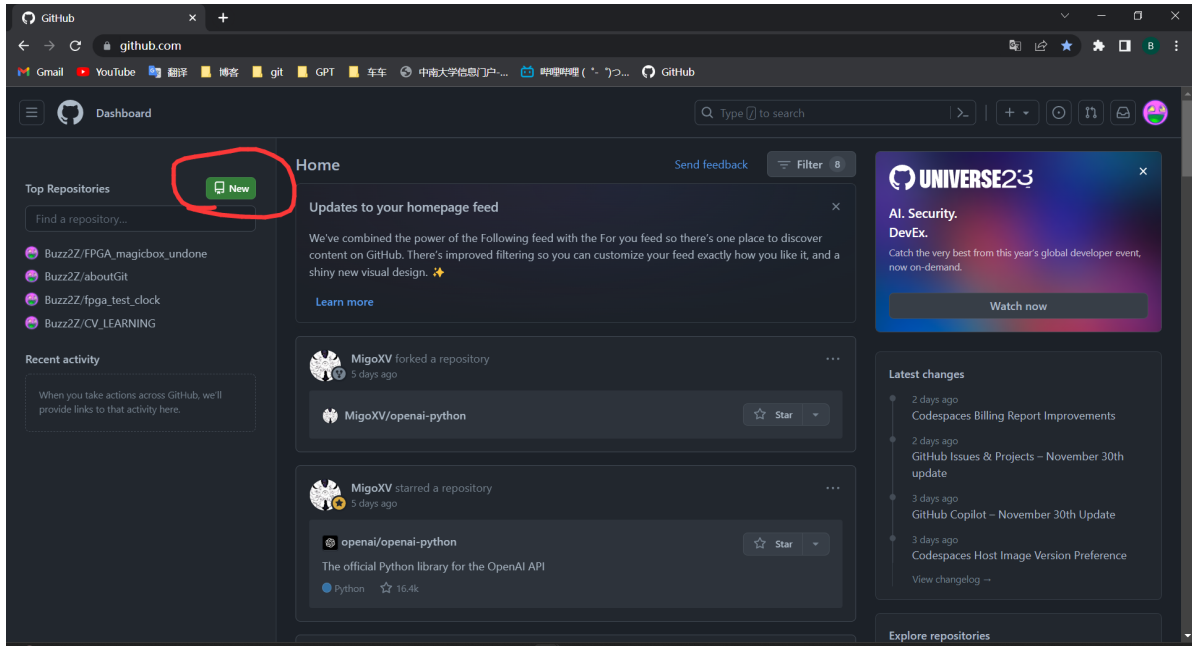 GitHub
github.com
B
Gmail YouTube 翻译 博客 git GPT 车车 中南大学信息门户-... 哔哩哔哩 ( ゜- ゜)つ... GitHub
Dashboard
Type / to search
Top Repositories
New
Find a repository...
Buzz2Z/FPGA_magicbox_undone
Buzz2Z/aboutGit
Buzz2Z/fpga_test_clock
Buzz2Z/CV_LEARNING
Recent activity
When you take actions across GitHub, we'll
provide links to that activity here.
Home
Send feedback
Filter 8
Updates to your homepage feed
We've combined the power of the Following feed with the For you feed so there's one place to discover
content on GitHub. There's improved filtering so you can customize your feed exactly how you like it, and a
shiny new visual design. ✨
Learn more
MigoXV forked a repository
5 days ago
MigoXV/openai-python
Star
MigoXV starred a repository
5 days ago
openai/openai-python
Star
The official Python library for the OpenAI API
Python 16.4k
UNIVERSE23
AI. Security.
DevEx.
Catch the very best from this year's global developer event,
now on-demand.
Watch now
Latest changes
2 days ago
Codespaces Billing Report Improvements
2 days ago
GitHub Issues & Projects – November 30th
update
3 days ago
GitHub Copilot – November 30th Update
3 days ago
Codespaces Host Image Version Preference
View changelog →
Explore repositories